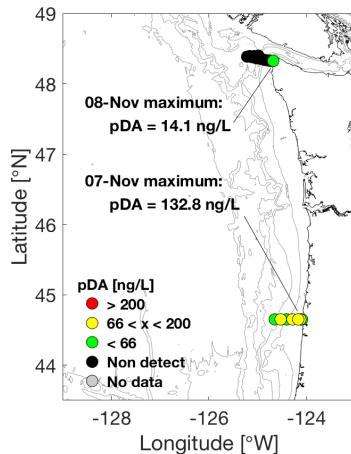 49
48
47
46
45
44
Latitude [°N]
08-Nov maximum:
pDA = 14.1 ng/L
07-Nov maximum:
pDA = 132.8 ng/L
pDA [ng/L]
> 200
66 < x < 200
< 66
Non detect
No data
-128
-126
-124
Longitude [°W]